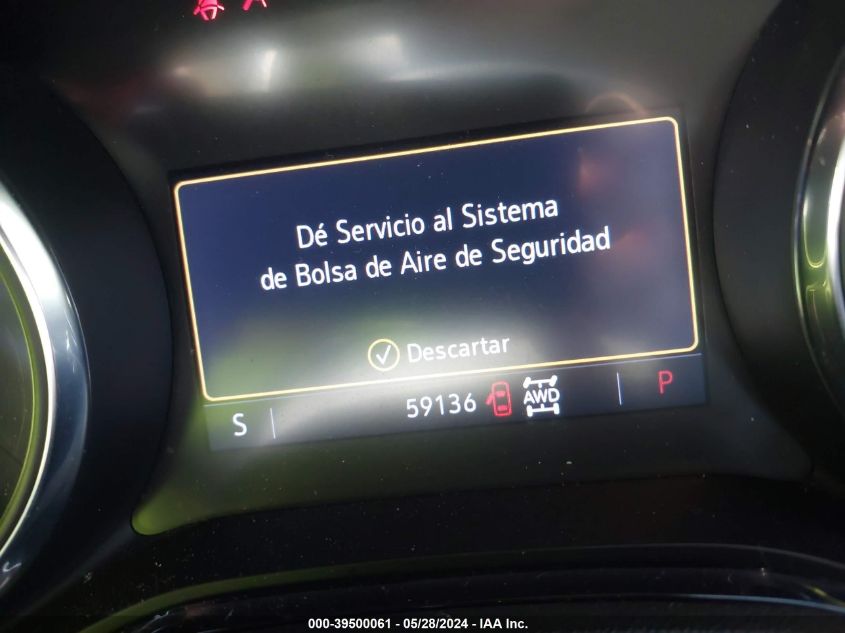 Dé Servicio al Sistema
de Bolsa de Aire de Seguridad
Descartar
S 59136 AWD P
000-39500061 - 05/28/2024 - IAA Inc.